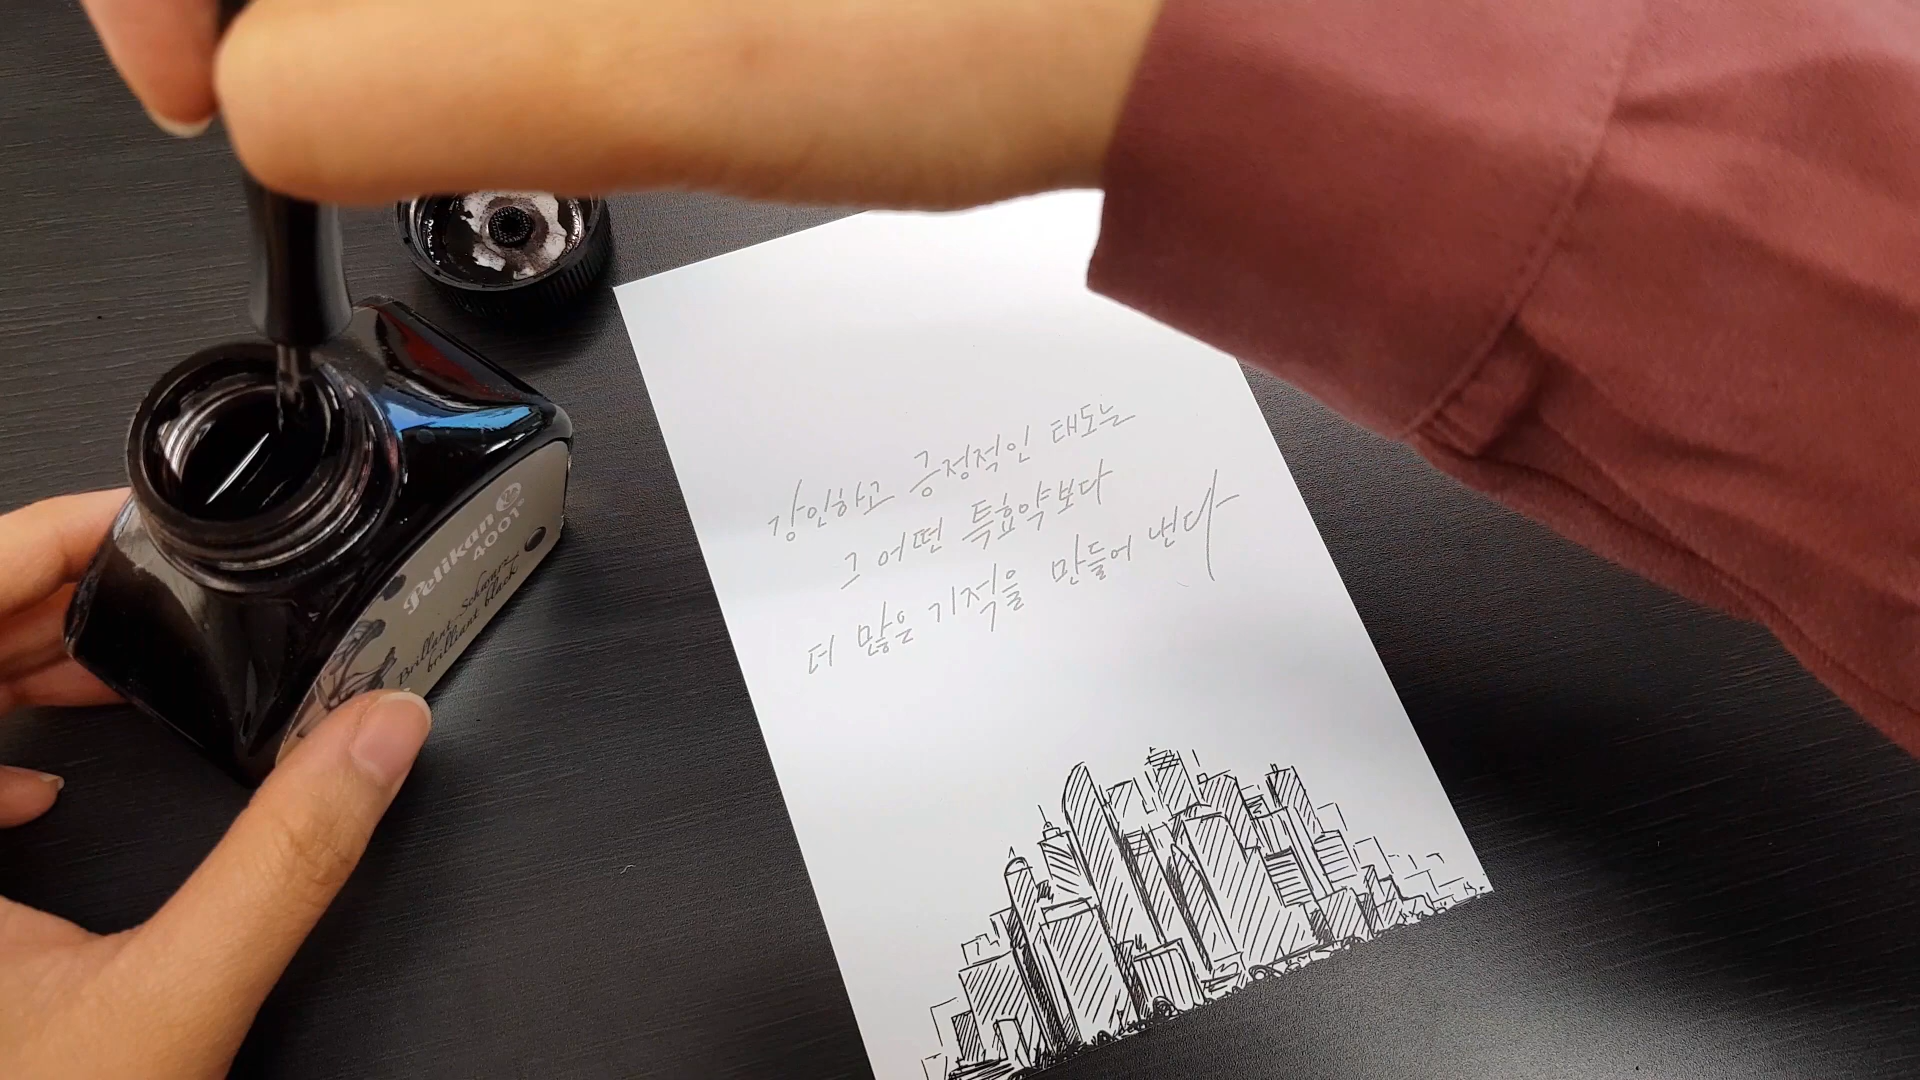 Pelikan
4001®
Brillant-Schwarz
brilliant black
강인하고 긍정적인 태도는
그 어떤 특효약보다
더 많은 기적을 만들어 낸다